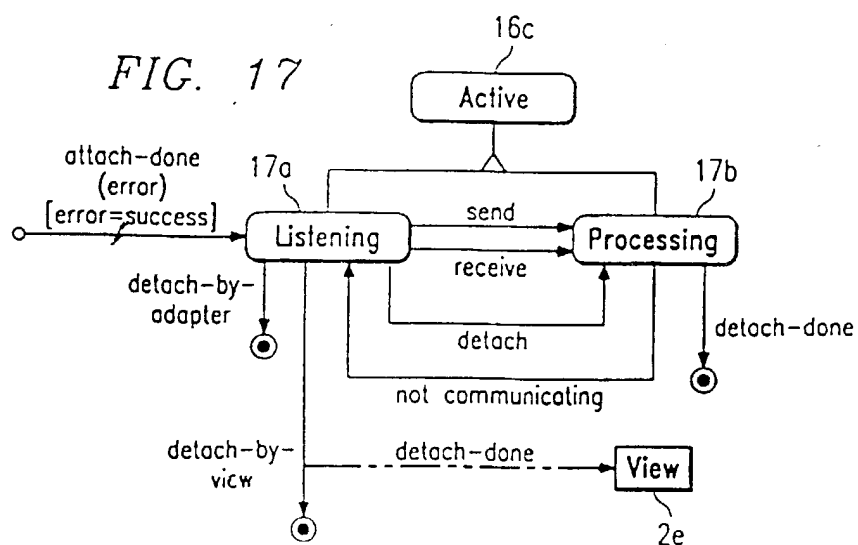 FIG. 17
16c
Active
attach-done
(error)
[error=success]
17a
17b
Listening
send
receive
Processing
detach-by-
adapter
detach
detach-done
not communicating
detach-by-
view
detach-done
View
2e